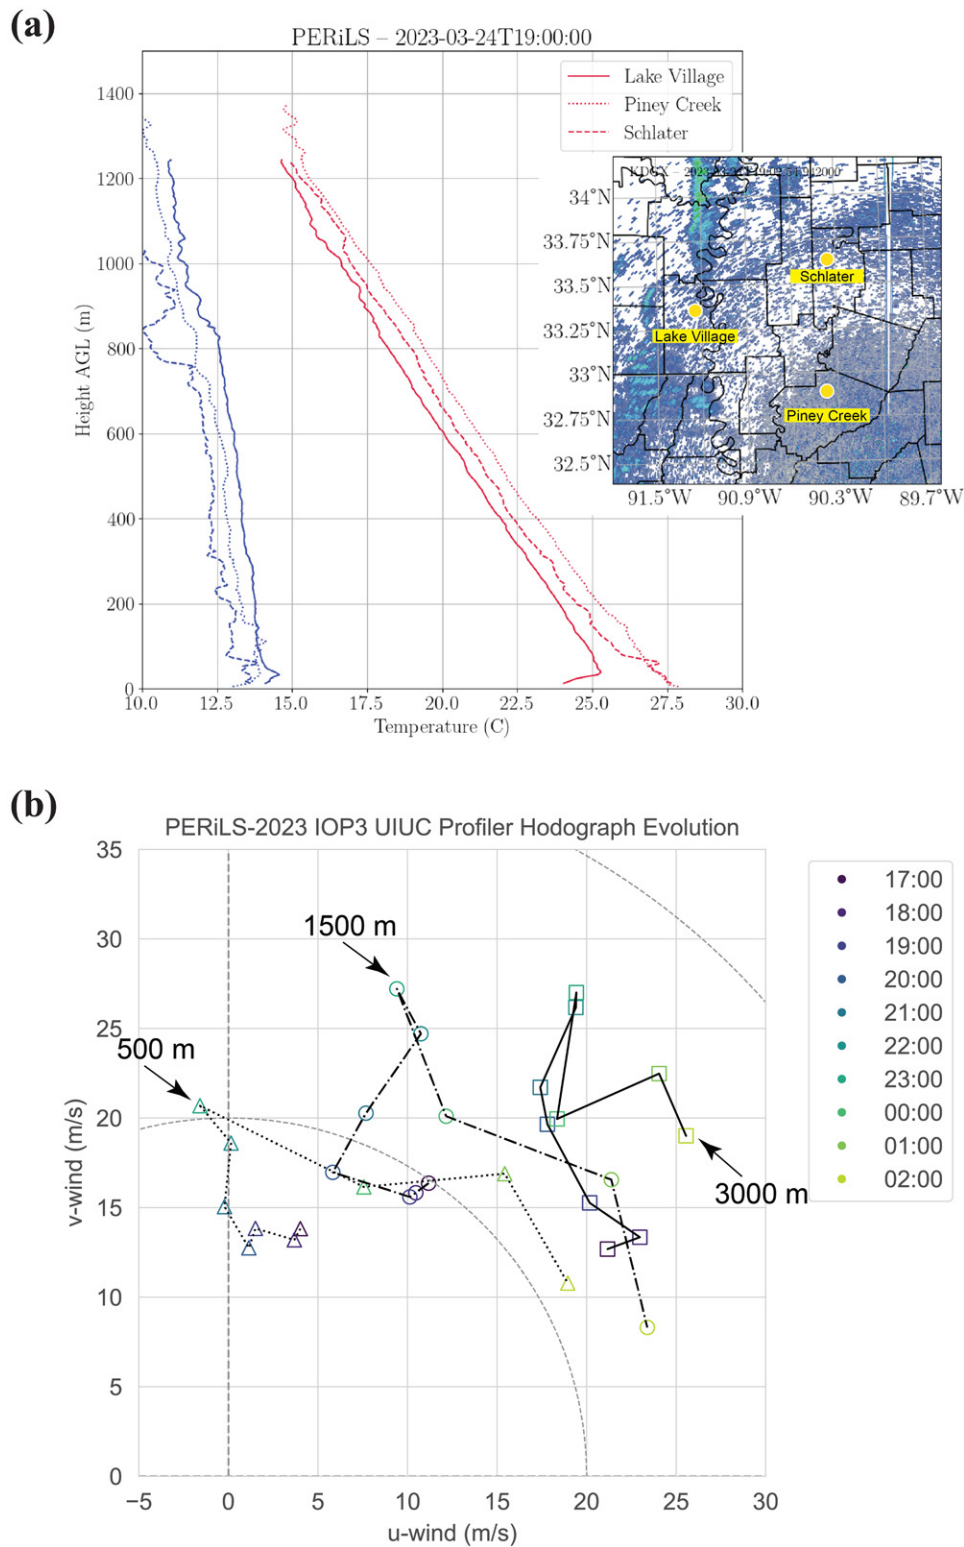 (a)
PERiLS – 2023-03-24T19:00:00
Lake Village
Piney Creek
Schlater
1400
1200
1000
800
600
400
200
0
Height AGL (m)
10.0 12.5 15.0 17.5 20.0 22.5 25.0 27.5 30.0
Temperature (C)
34°N
33.75°N
33.5°N
33.25°N
33°N
32.75°N
32.5°N
Schlater
Lake Village
Piney Creek
91.5°W 90.9°W 90.3°W 89.7°W
(b)
PERiLS-2023 IOP3 UIUC Profiler Hodograph Evolution
35
30
25
20
15
10
5
0
v-wind (m/s)
1500 m
500 m
3000 m
−5 0 5 10 15 20 25 30
u-wind (m/s)
17:00
18:00
19:00
20:00
21:00
22:00
23:00
00:00
01:00
02:00